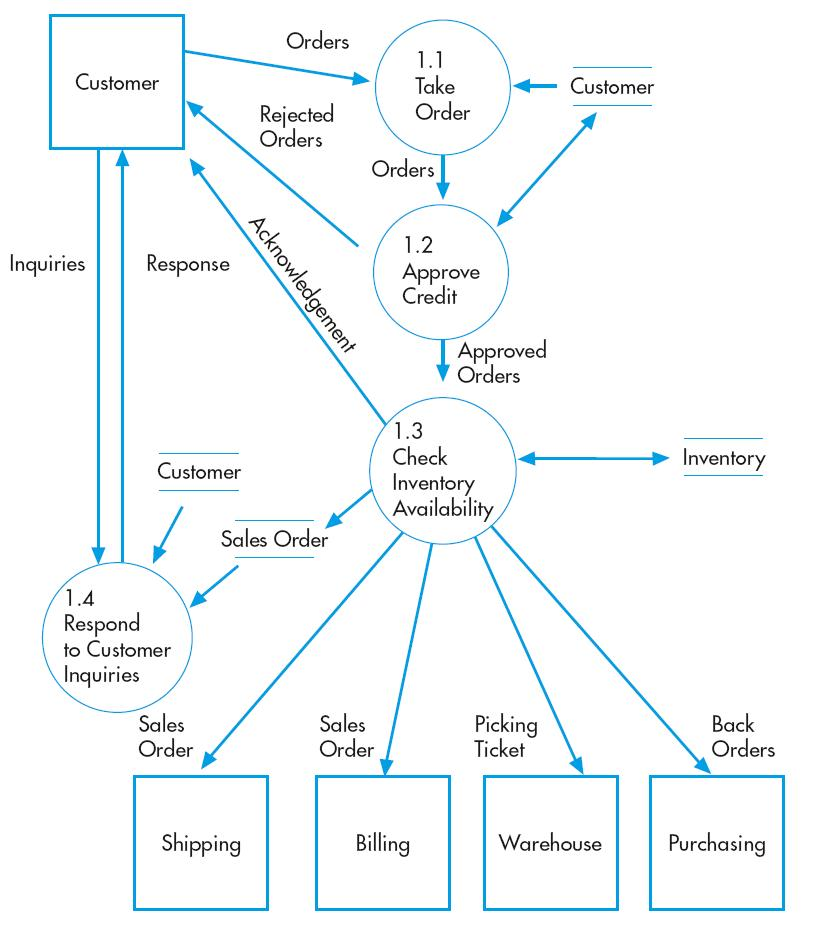 Orders
1.1
Take
Order
Customer
Customer
Rejected
Orders
Orders
Acknowledgement
1.2
Approve
Credit
Inquiries
Response
Approved
Orders
1.3
Check
Inventory
Availability
Inventory
Customer
Sales Order
1.4
Respond
to Customer
Inquiries
Sales
Order
Sales
Order
Picking
Ticket
Back
Orders
Shipping
Billing
Warehouse
Purchasing